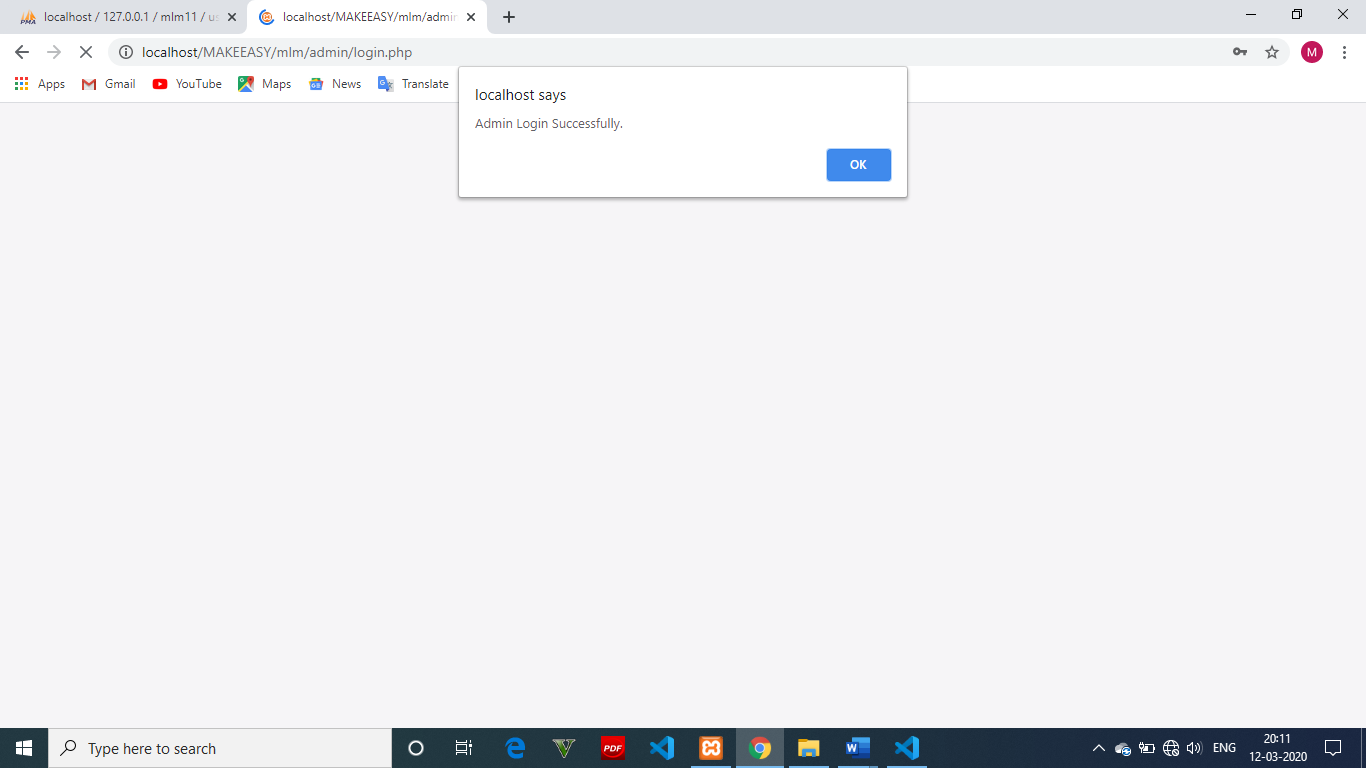 localhost / 127.0.0.1 / mlm11 / us
localhost/MAKEEASY/mlm/admin
localhost/MAKEEASY/mlm/admin/login.php
M
Apps
Gmail
YouTube
Maps
News
Translate
localhost says
Admin Login Successfully.
OK
Type here to search
PDF
ENG
20:11
12-03-2020